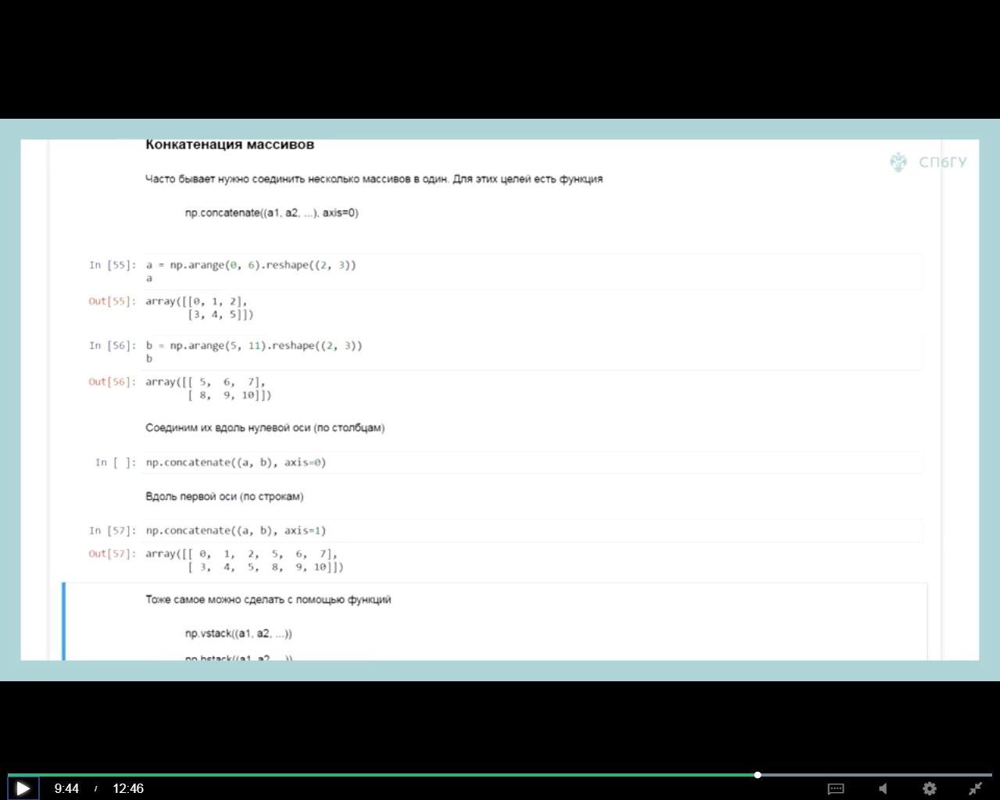 Конкатенация массивов
СПбГУ
Часто бывает нужно соединить несколько массивов в один. Для этих целей есть функция
np.concatenate((a1, a2, ...), axis=0)
In [55]: a = np.arange(0, 6).reshape((2, 3))
a
Out[55]: array([[0, 1, 2],
[3, 4, 5]])
In [56]: b = np.arange(5, 11).reshape((2, 3))
b
Out[56]: array([[ 5, 6, 7],
[ 8, 9, 10]])
Соединим их вдоль нулевой оси (по столбцам)
In [ ]: np.concatenate((a, b), axis=0)
Вдоль первой оси (по строкам)
In [57]: np.concatenate((a, b), axis=1)
Out[57]: array([[ 0, 1, 2, 5, 6, 7],
[ 3, 4, 5, 8, 9, 10]])
Тоже самое можно сделать с помощью функций
np.vstack((a1, a2, ...))
np.hstack((a1, a2, ...))
9:44 / 12:46